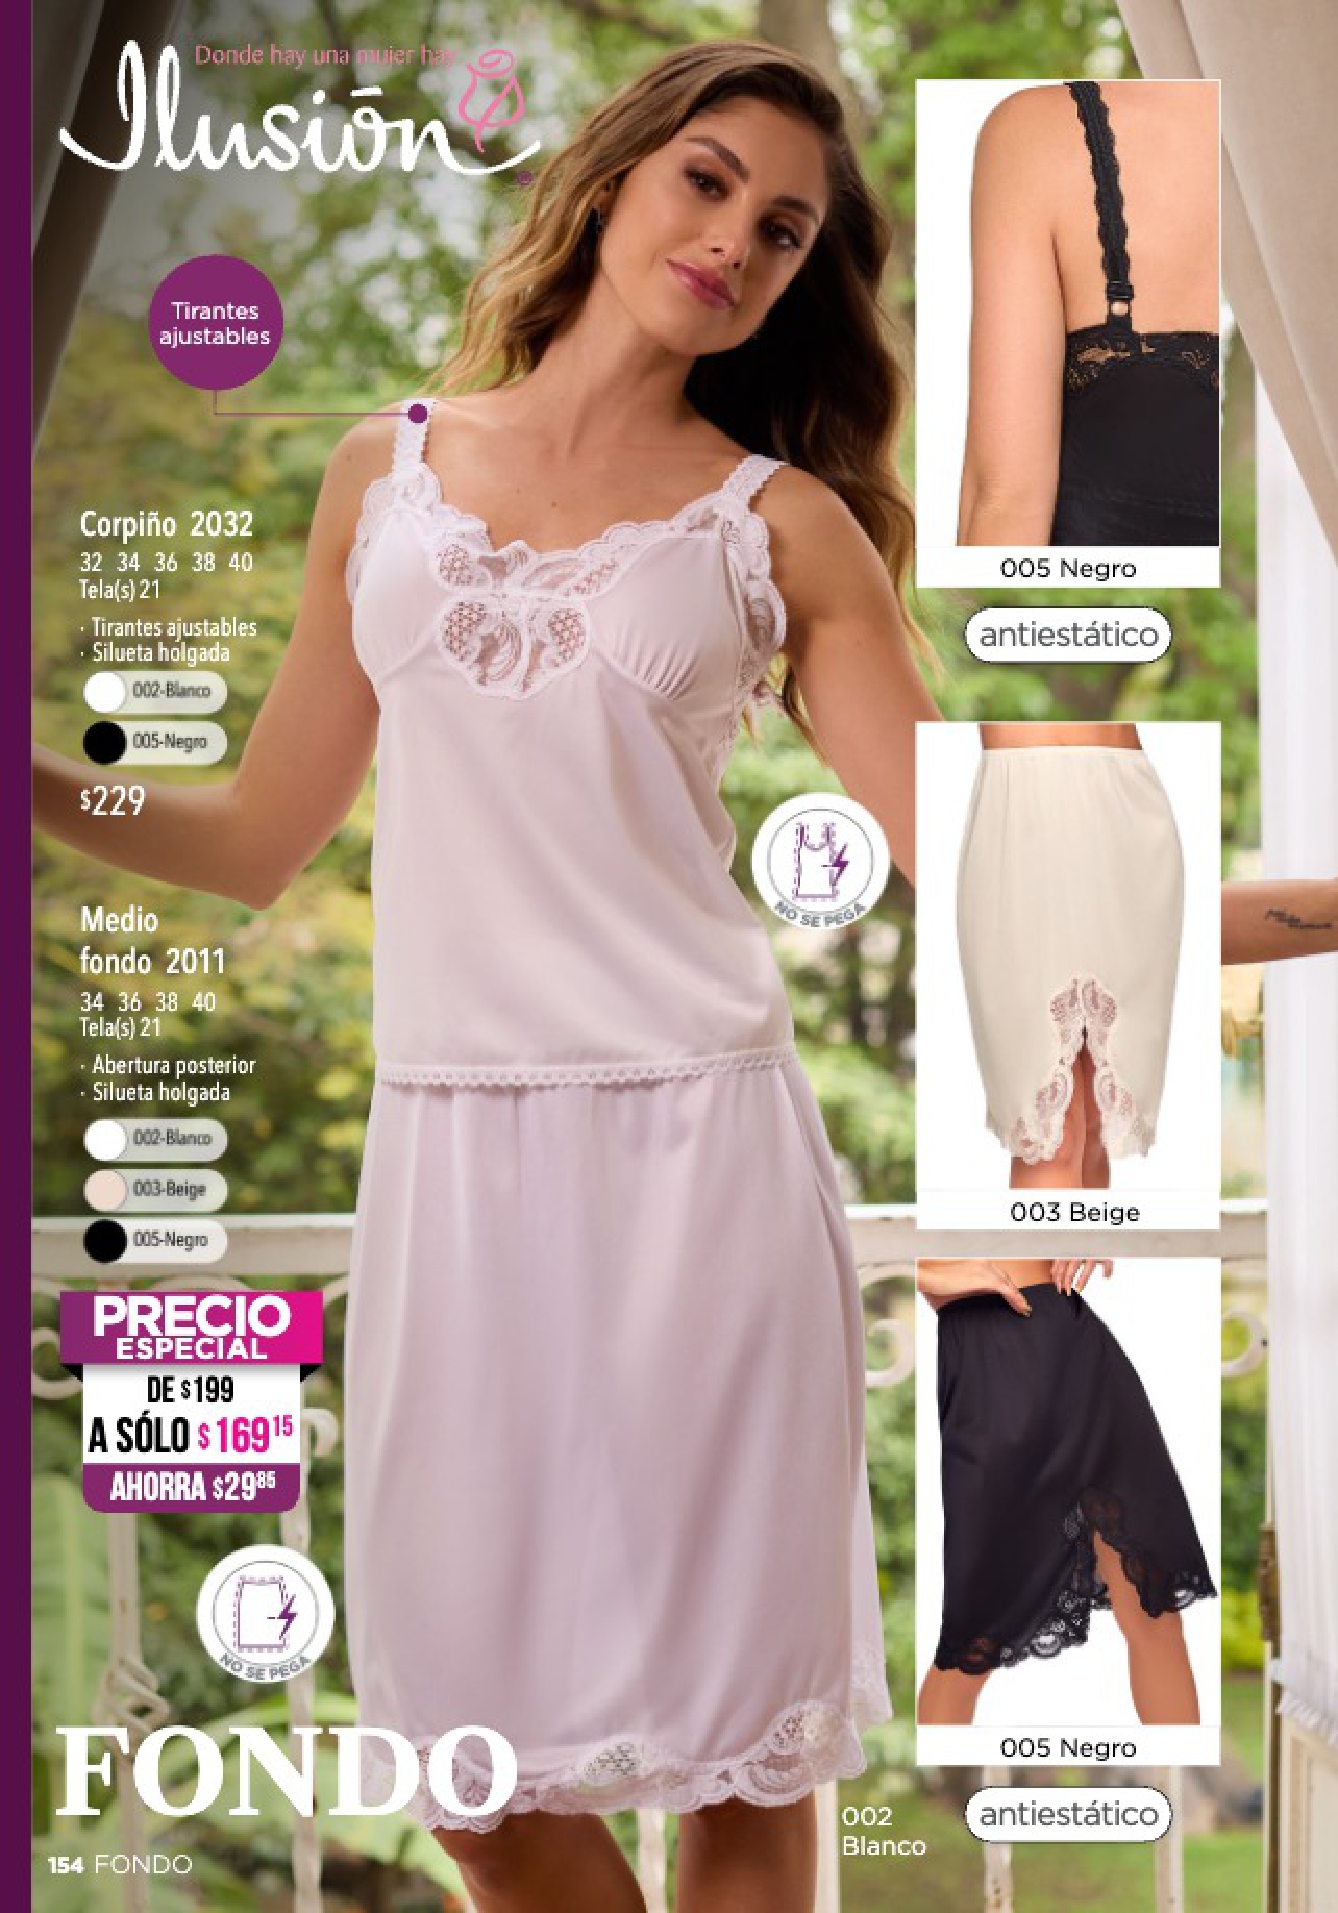 Donde hay una mujer hay
Ilusión
Tirantes
ajustables
Corpiño 2032
32 34 36 38 40
Tela(s) 21
· Tirantes ajustables
· Silueta holgada
002-Blanco
005-Negro
$229
Medio
fondo 2011
34 36 38 40
Tela(s) 21
· Abertura posterior
· Silueta holgada
002-Blanco
003-Beige
005-Negro
PRECIO
ESPECIAL
DE $199
A SÓLO $169 15
AHORRA $29 85
NO SE PEGA
FONDO
154 FONDO
NO SE PEGA
005 Negro
antiestático
003 Beige
005 Negro
antiestático
002
Blanco